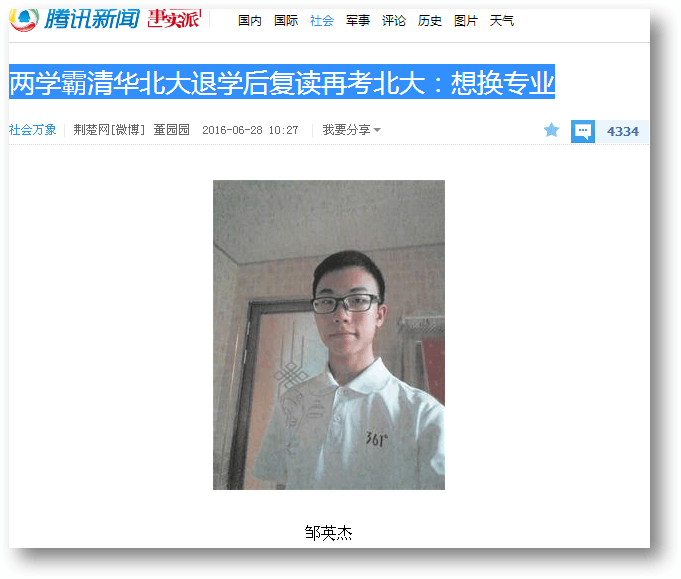 腾讯新闻 事实派 国内 国际 社会 军事 评论 历史 图片 天气
两学霸清华北大退学后复读再考北大：想换专业
社会万象 荆楚网[微博] 董园园 2016-06-28 10:27 我要分享 4334
361°
邹英杰